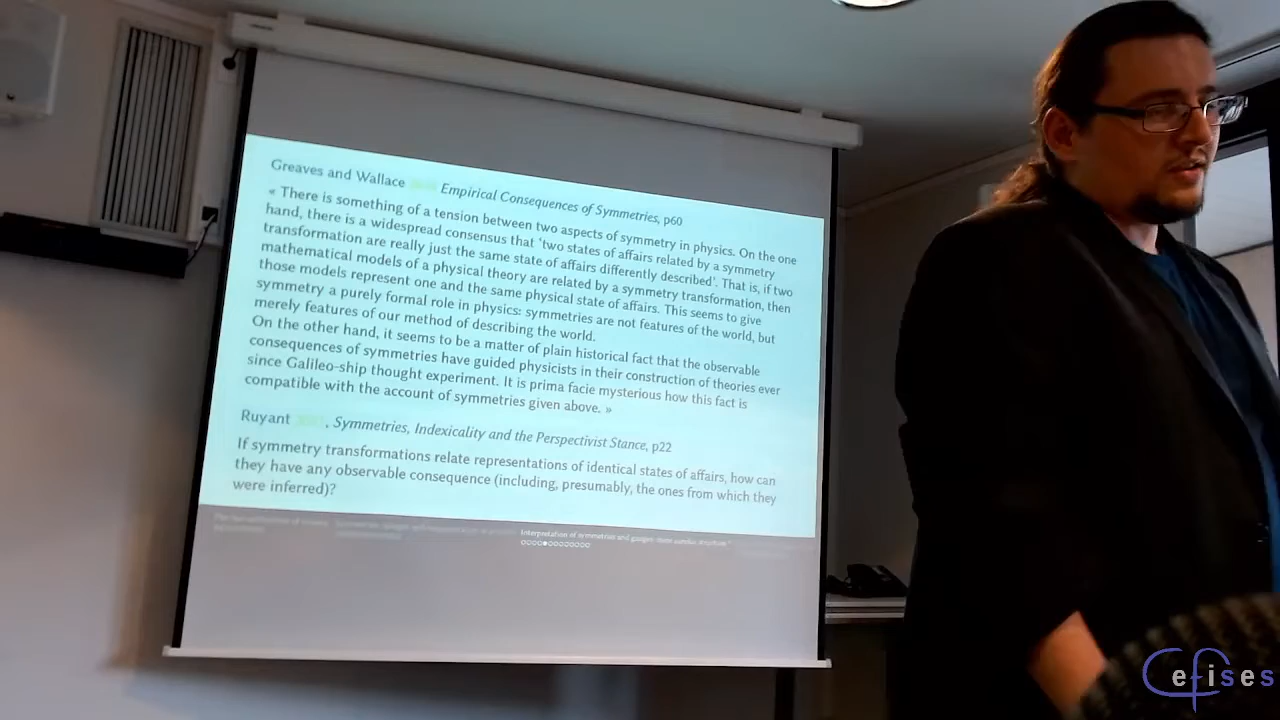 Greaves and Wallace Empirical Consequences of Symmetries, p60
« There is something of a tension between two aspects of symmetry in physics. On the one
hand, there is a widespread consensus that 'two states of affairs related by a symmetry
transformation are really just the same state of affairs differently described'. That is, if two
mathematical models of a physical theory are related by a symmetry transformation, then
those models represent one and the same physical state of affairs. This seems to give
symmetry a purely formal role in physics: symmetries are not features of the world, but
merely features of our method of describing the world.
On the other hand, it seems to be a matter of plain historical fact that the observable
consequences of symmetries have guided physicists in their construction of theories ever
since Galileo-ship thought experiment. It is prima facie mysterious how this fact is
compatible with the account of symmetries given above. »
Ruyant , Symmetries, Indexicality and the Perspectivist Stance, p22
If symmetry transformations relate representations of identical states of affairs, how can
they have any observable consequence (including, presumably, the ones from which they
were inferred)?
Interpretation of symmetries and gauges:
Cefises